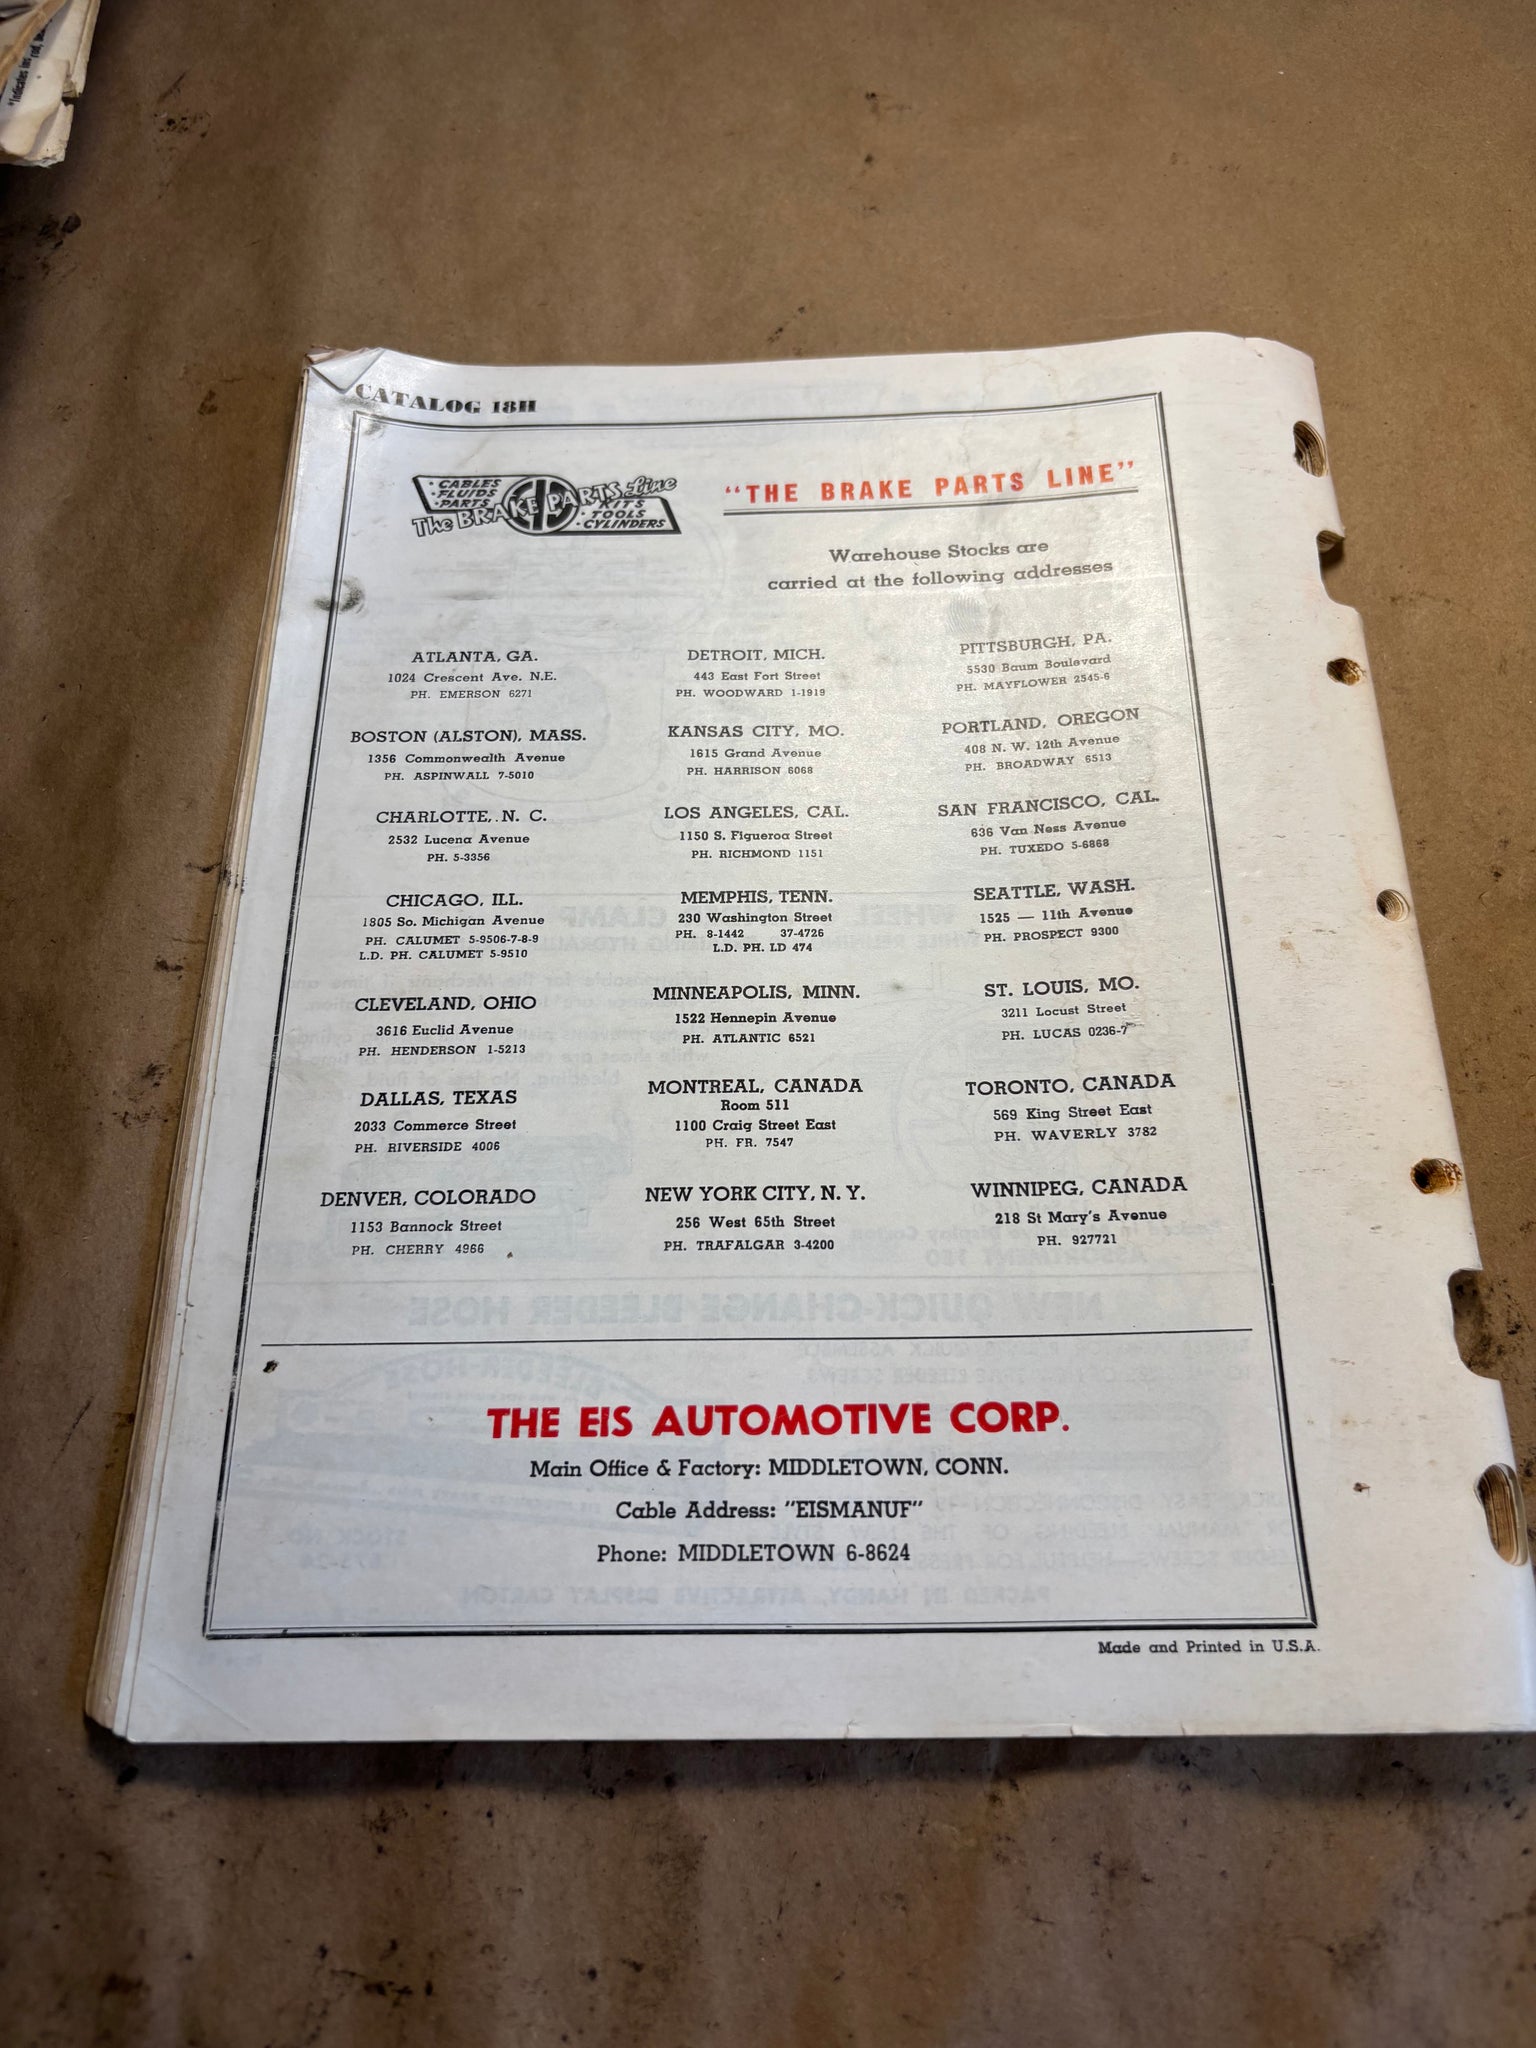 *Indicates ins
CATALOG 18H
CABLES
FLUIDS
PARTS
The BRAKE PARTS Line
KITS
TOOLS
CYLINDERS
"THE BRAKE PARTS LINE"
Warehouse Stocks are
carried at the following addresses
ATLANTA, GA.
1024 Crescent Ave. N.E.
PH. EMERSON 6271
BOSTON (ALSTON), MASS.
1356 Commonwealth Avenue
PH. ASPINWALL 7-5010
CHARLOTTE, N. C.
2532 Lucena Avenue
PH. 5-3356
CHICAGO, ILL.
1805 So. Michigan Avenue
PH. CALUMET 5-9506-7-8-9
L.D. PH. CALUMET 5-9510
CLEVELAND, OHIO
3616 Euclid Avenue
PH. HENDERSON 1-5213
DALLAS, TEXAS
2033 Commerce Street
PH. RIVERSIDE 4006
DENVER, COLORADO
1153 Bannock Street
PH. CHERRY 4966
DETROIT, MICH.
443 East Fort Street
PH. WOODWARD 1-1919
KANSAS CITY, MO.
1615 Grand Avenue
PH. HARRISON 6068
LOS ANGELES, CAL.
1150 S. Figueroa Street
PH. RICHMOND 1151
MEMPHIS, TENN.
230 Washington Street
PH. 8-1442 37-4726
L.D. PH. LD 474
MINNEAPOLIS, MINN.
1522 Hennepin Avenue
PH. ATLANTIC 6521
MONTREAL, CANADA
Room 511
1100 Craig Street East
PH. FR. 7547
NEW YORK CITY, N. Y.
256 West 65th Street
PH. TRAFALGAR 3-4200
PITTSBURGH, PA.
5530 Baum Boulevard
PH. MAYFLOWER 2545-6
PORTLAND, OREGON
408 N. W. 12th Avenue
PH. BROADWAY 6513
SAN FRANCISCO, CAL.
636 Van Ness Avenue
PH. TUXEDO 5-6868
SEATTLE, WASH.
1525 — 11th Avenue
PH. PROSPECT 9300
ST. LOUIS, MO.
3211 Locust Street
PH. LUCAS 0236-7
TORONTO, CANADA
569 King Street East
PH. WAVERLY 3782
WINNIPEG, CANADA
218 St Mary's Avenue
PH. 927721
THE EIS AUTOMOTIVE CORP.
Main Office & Factory: MIDDLETOWN, CONN.
Cable Address: "EISMANUF"
Phone: MIDDLETOWN 6-8624
Made and Printed in U.S.A.